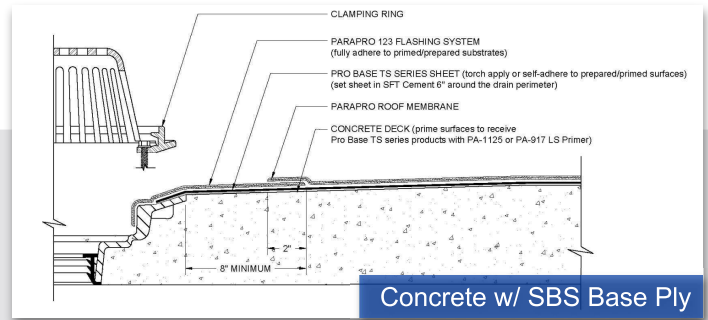 CLAMPING RING
PARAPRO 123 FLASHING SYSTEM
(fully adhere to primed/prepared substrates)
PRO BASE TS SERIES SHEET (torch apply or self-adhere to prepared/primed surfaces)
(set sheet in SFT Cement 6" around the drain perimeter)
PARAPRO ROOF MEMBRANE
CONCRETE DECK (prime surfaces to receive
Pro Base TS series products with PA-1125 or PA-917 LS Primer)
2"
8" MINIMUM
Concrete w/ SBS Base Ply